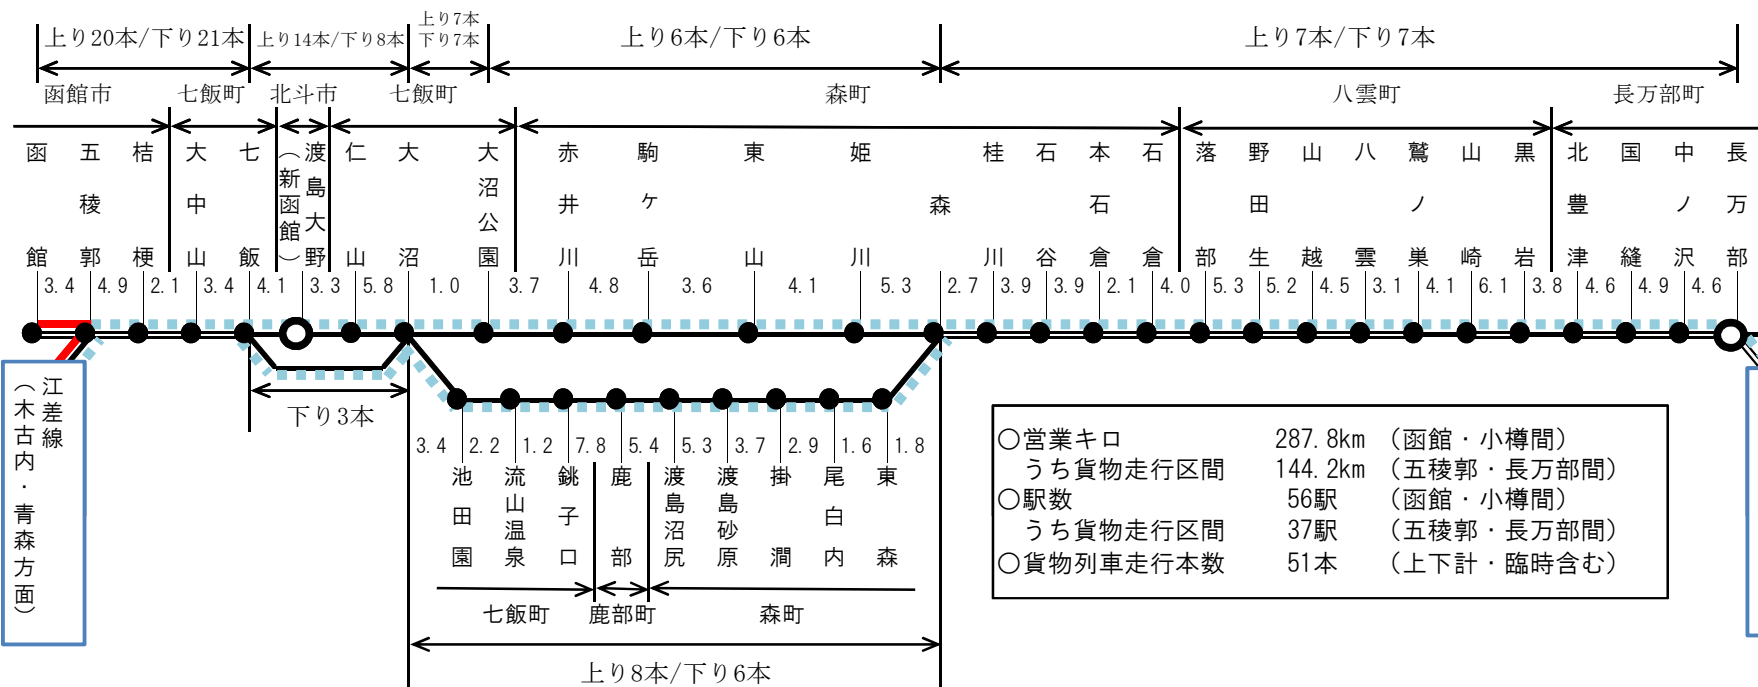 上り20本/下り21本
上り14本/下り8本
上り7本
下り7本
上り6本/下り6本
上り7本/下り7本
函館市
七飯町
北斗市
七飯町
森町
八雲町
長万部町
函館
五稜郭
桔梗
大中山
七飯
渡島大野
（新函館）
仁山
大沼
大沼公園
赤井川
駒ヶ岳
東山
姫川
森
桂川
石谷
本石倉
石倉
落部
野田生
山越
八雲
鷲ノ巣
山崎
黒岩
北豊津
国縫
中ノ沢
長万部
3.4 4.9 2.1 3.4 4.1 3.3 5.8 1.0 3.7 4.8 3.6 4.1 5.3 2.7 3.9 3.9 2.1 4.0 5.3 5.2 4.5 3.1 4.1 6.1 3.8 4.6 4.9 4.6
江差線
（木古内・青森方面）
下り3本
3.4 2.2 1.2 7.8 5.4 5.3 3.7 2.9 1.6 1.8
池田園
流山温泉
銚子口
鹿部
渡島沼尻
渡島砂原
掛澗
尾白内
東森
七飯町
鹿部町
森町
上り8本/下り6本
○営業キロ 287.8km （函館・小樽間）
うち貨物走行区間 144.2km （五稜郭・長万部間）
○駅数 56駅 （函館・小樽間）
うち貨物走行区間 37駅 （五稜郭・長万部間）
○貨物列車走行本数 51本 （上下計・臨時含む）